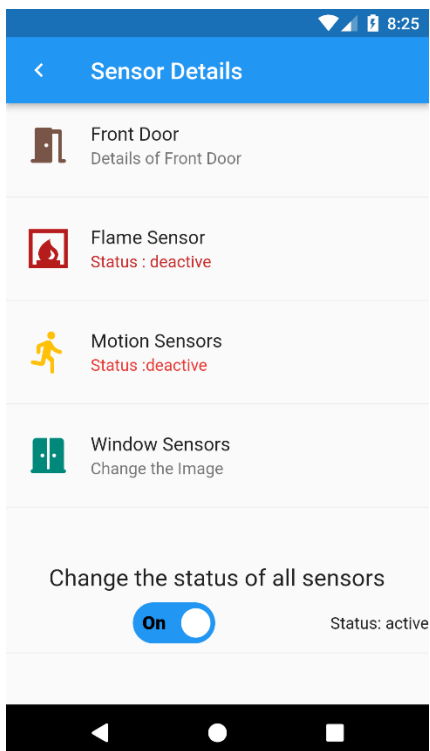 8:25
Sensor Details
Front Door
Details of Front Door
Flame Sensor
Status : deactive
Motion Sensors
Status :deactive
Window Sensors
Change the Image
Change the status of all sensors
On
Status: active